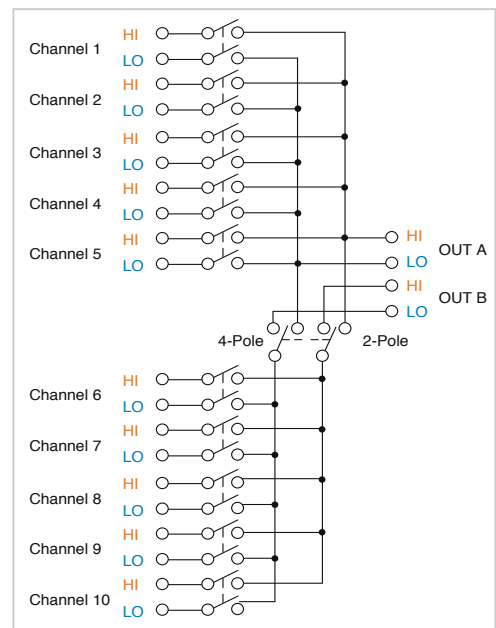 HI
Channel 1
LO
HI
Channel 2
LO
HI
Channel 3
LO
HI
Channel 4
LO
HI
Channel 5
LO
HI
OUT A
LO
HI
OUT B
LO
4-Pole 2-Pole
HI
Channel 6
LO
HI
Channel 7
LO
HI
Channel 8
LO
HI
Channel 9
LO
HI
Channel 10
LO